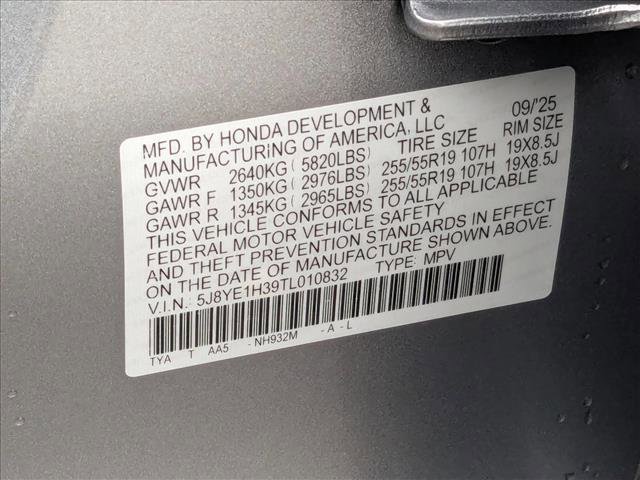 MFD. BY HONDA DEVELOPMENT & 09/'25
MANUFACTURING OF AMERICA, LLC
TIRE SIZE RIM SIZE
GVWR 2640KG ( 5820LBS)
GAWR F 1350KG ( 2976LBS) 255/55R19 107H 19X8.5J
GAWR R 1345KG ( 2965LBS) 255/55R19 107H 19X8.5J
THIS VEHICLE CONFORMS TO ALL APPLICABLE
FEDERAL MOTOR VEHICLE SAFETY
AND THEFT PREVENTION STANDARDS IN EFFECT
ON THE DATE OF MANUFACTURE SHOWN ABOVE.
V.I.N.: 5J8YE1H39TL010832 TYPE: MPV
TYA T AA5 - NH932M - A - L